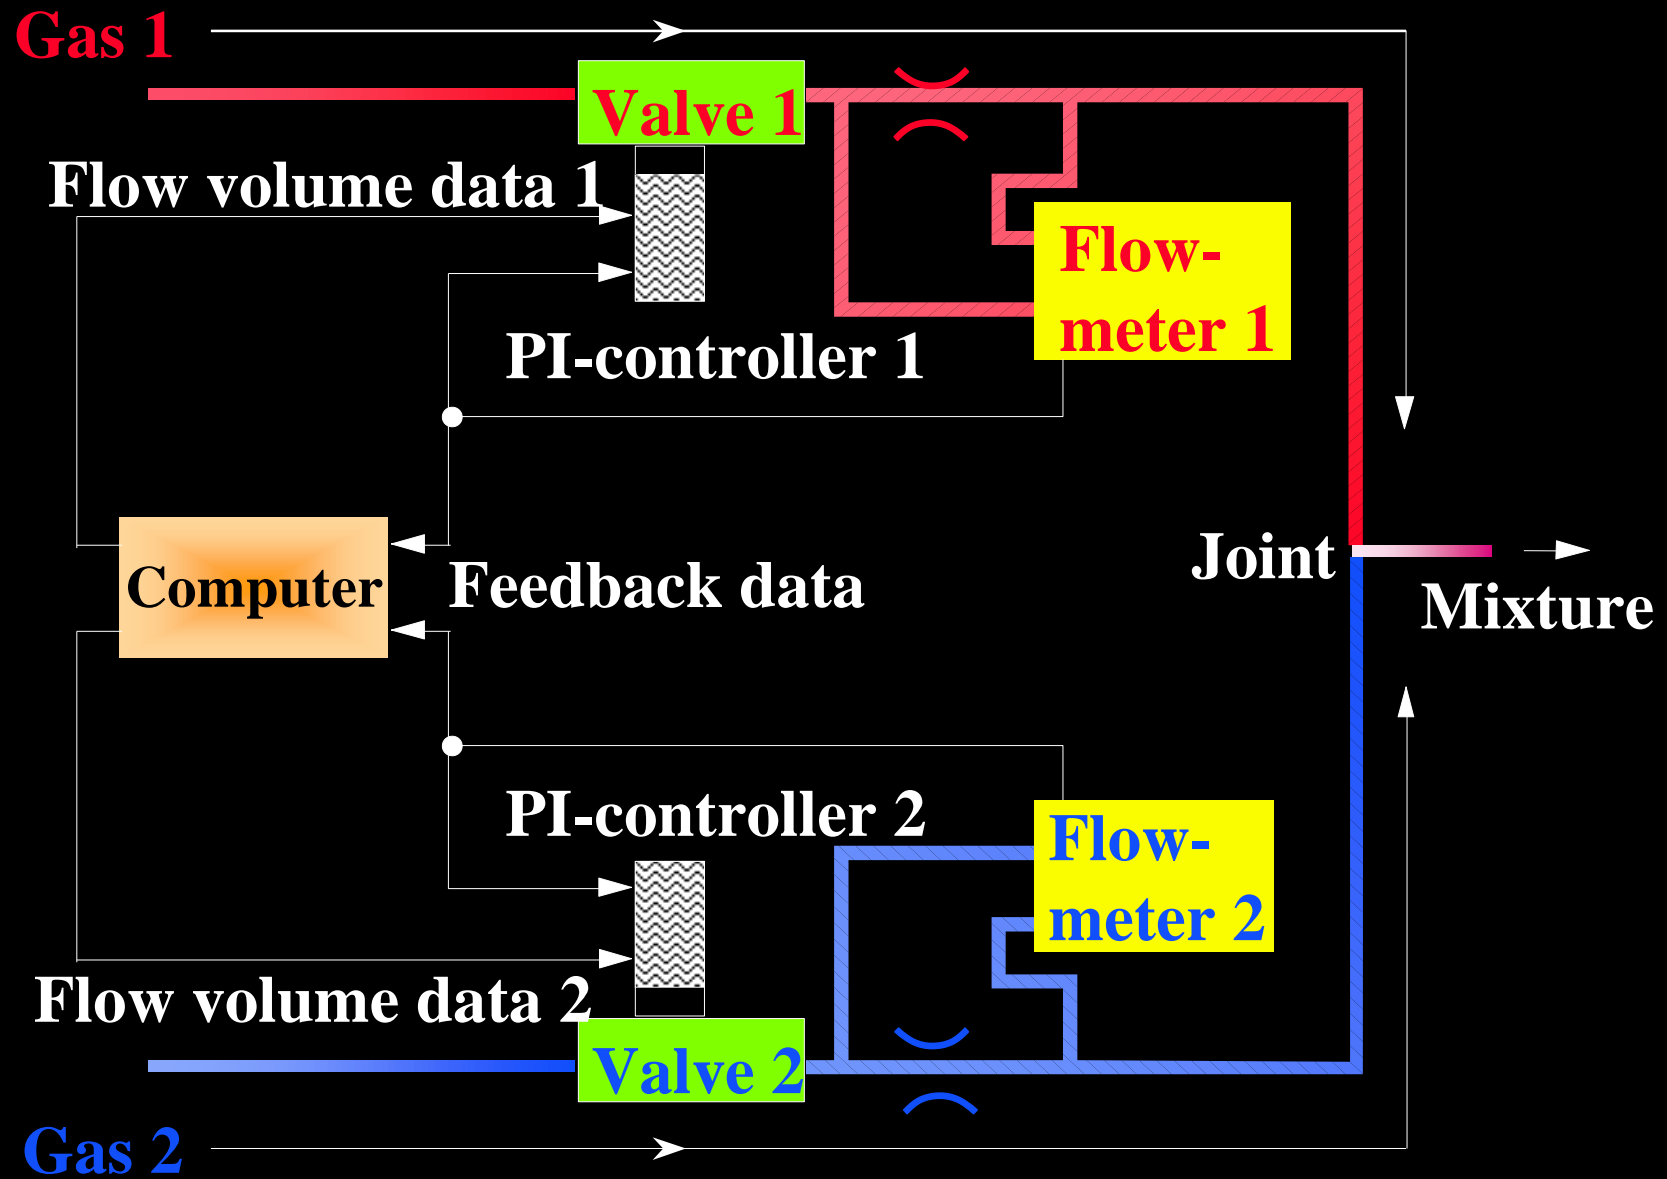 Gas 1
Valve 1
Flow volume data 1
Flow-
meter 1
PI-controller 1
Computer
Feedback data
Joint
Mixture
PI-controller 2
Flow-
meter 2
Flow volume data 2
Valve 2
Gas 2